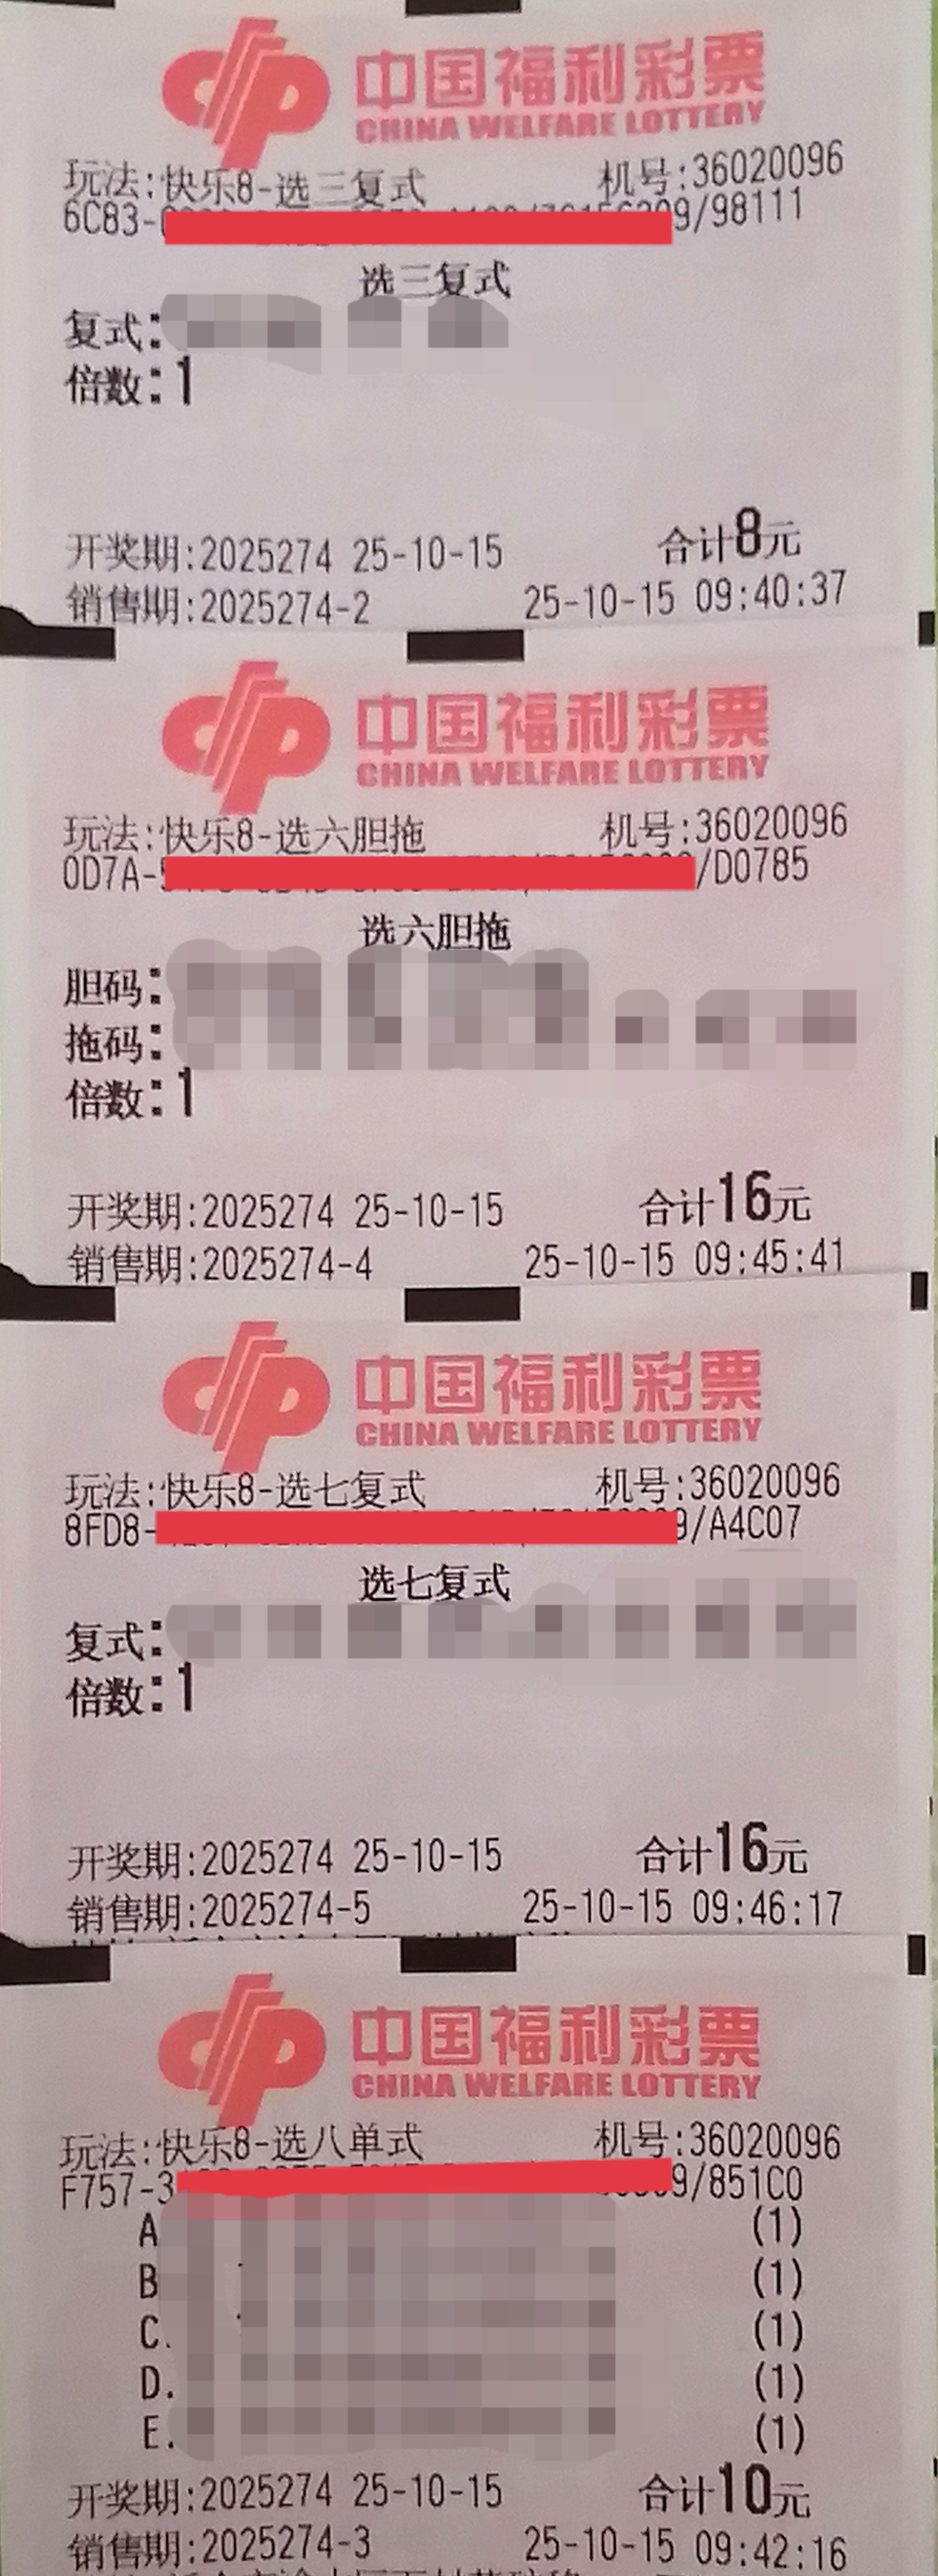 中国福利彩票
CHINA WELFARE LOTTERY
玩法:快乐8-选三复式 机号:36020096
6C83- 9/98111
选三复式
复式:
倍数:1
开奖期:2025274 25-10-15 合计8元
销售期:2025274-2 25-10-15 09:40:37
中国福利彩票
CHINA WELFARE LOTTERY
玩法:快乐8-选六胆拖 机号:36020096
0D7A- /D0785
选六胆拖
胆码:
拖码:
倍数:1
开奖期:2025274 25-10-15 合计16元
销售期:2025274-4 25-10-15 09:45:41
中国福利彩票
CHINA WELFARE LOTTERY
玩法:快乐8-选七复式 机号:36020096
8FD8- 9/A4C07
选七复式
复式:
倍数:1
开奖期:2025274 25-10-15 合计16元
销售期:2025274-5 25-10-15 09:46:17
中国福利彩票
CHINA WELFARE LOTTERY
玩法:快乐8-选八单式 机号:36020096
F757-3 9/851C0
A (1)
B (1)
C. (1)
D. (1)
E. (1)
开奖期:2025274 25-10-15 合计10元
销售期:2025274-3 25-10-15 09:42:16